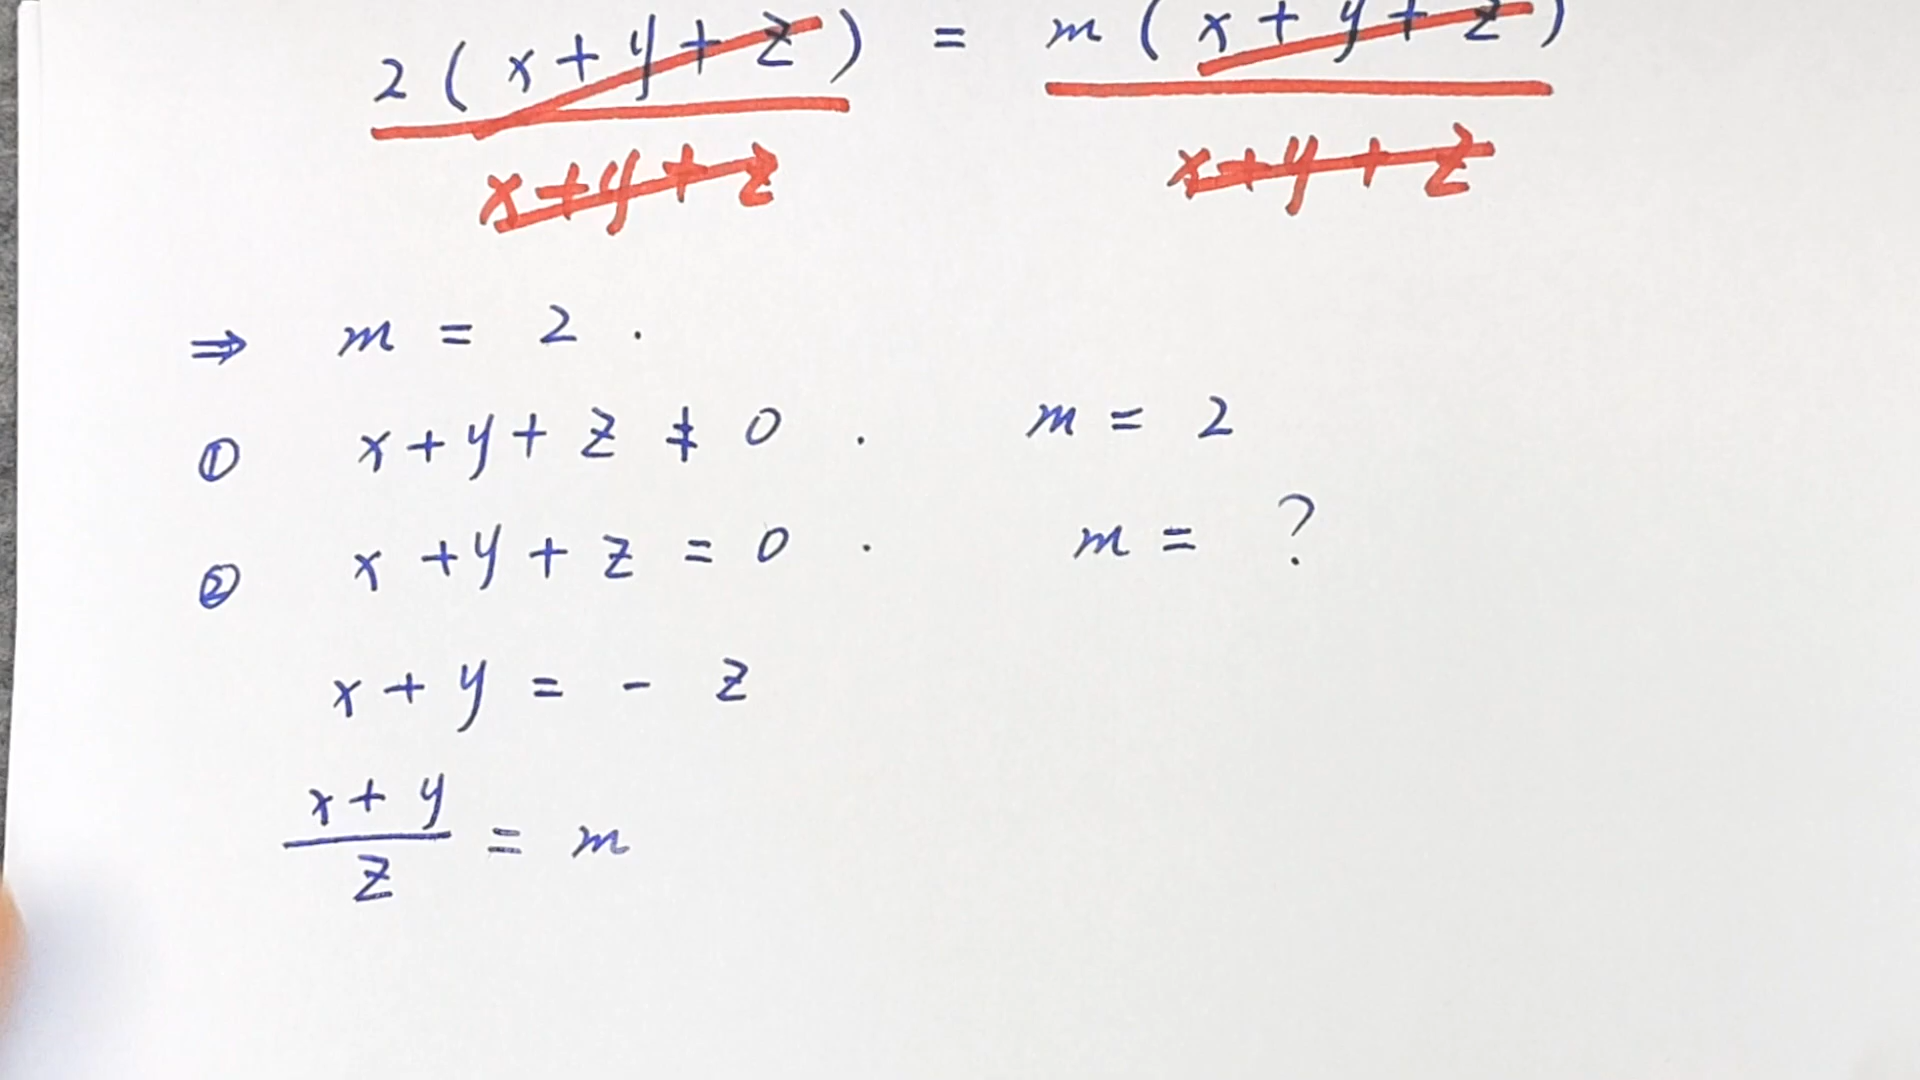 2 ( x + y + z ) = m ( x + y + z )
x + y + z x + y + z
⇒ m = 2 .
① x + y + z ≠ 0 . m = 2
② x + y + z = 0 . m = ?
x + y = - z
x + y
z
= m